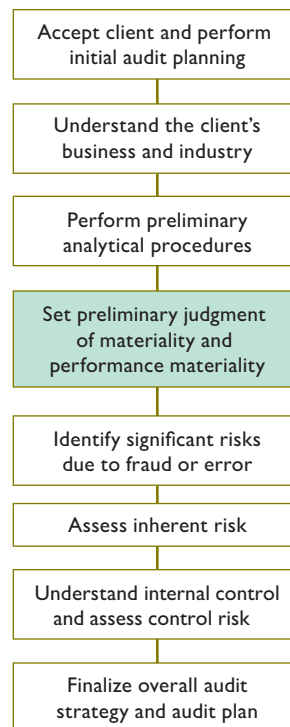 Accept client and perform
initial audit planning
Understand the client's
business and industry
Perform preliminary
analytical procedures
Set preliminary judgment
of materiality and
performance materiality
Identify significant risks
due to fraud or error
Assess inherent risk
Understand internal control
and assess control risk
Finalize overall audit
strategy and audit plan